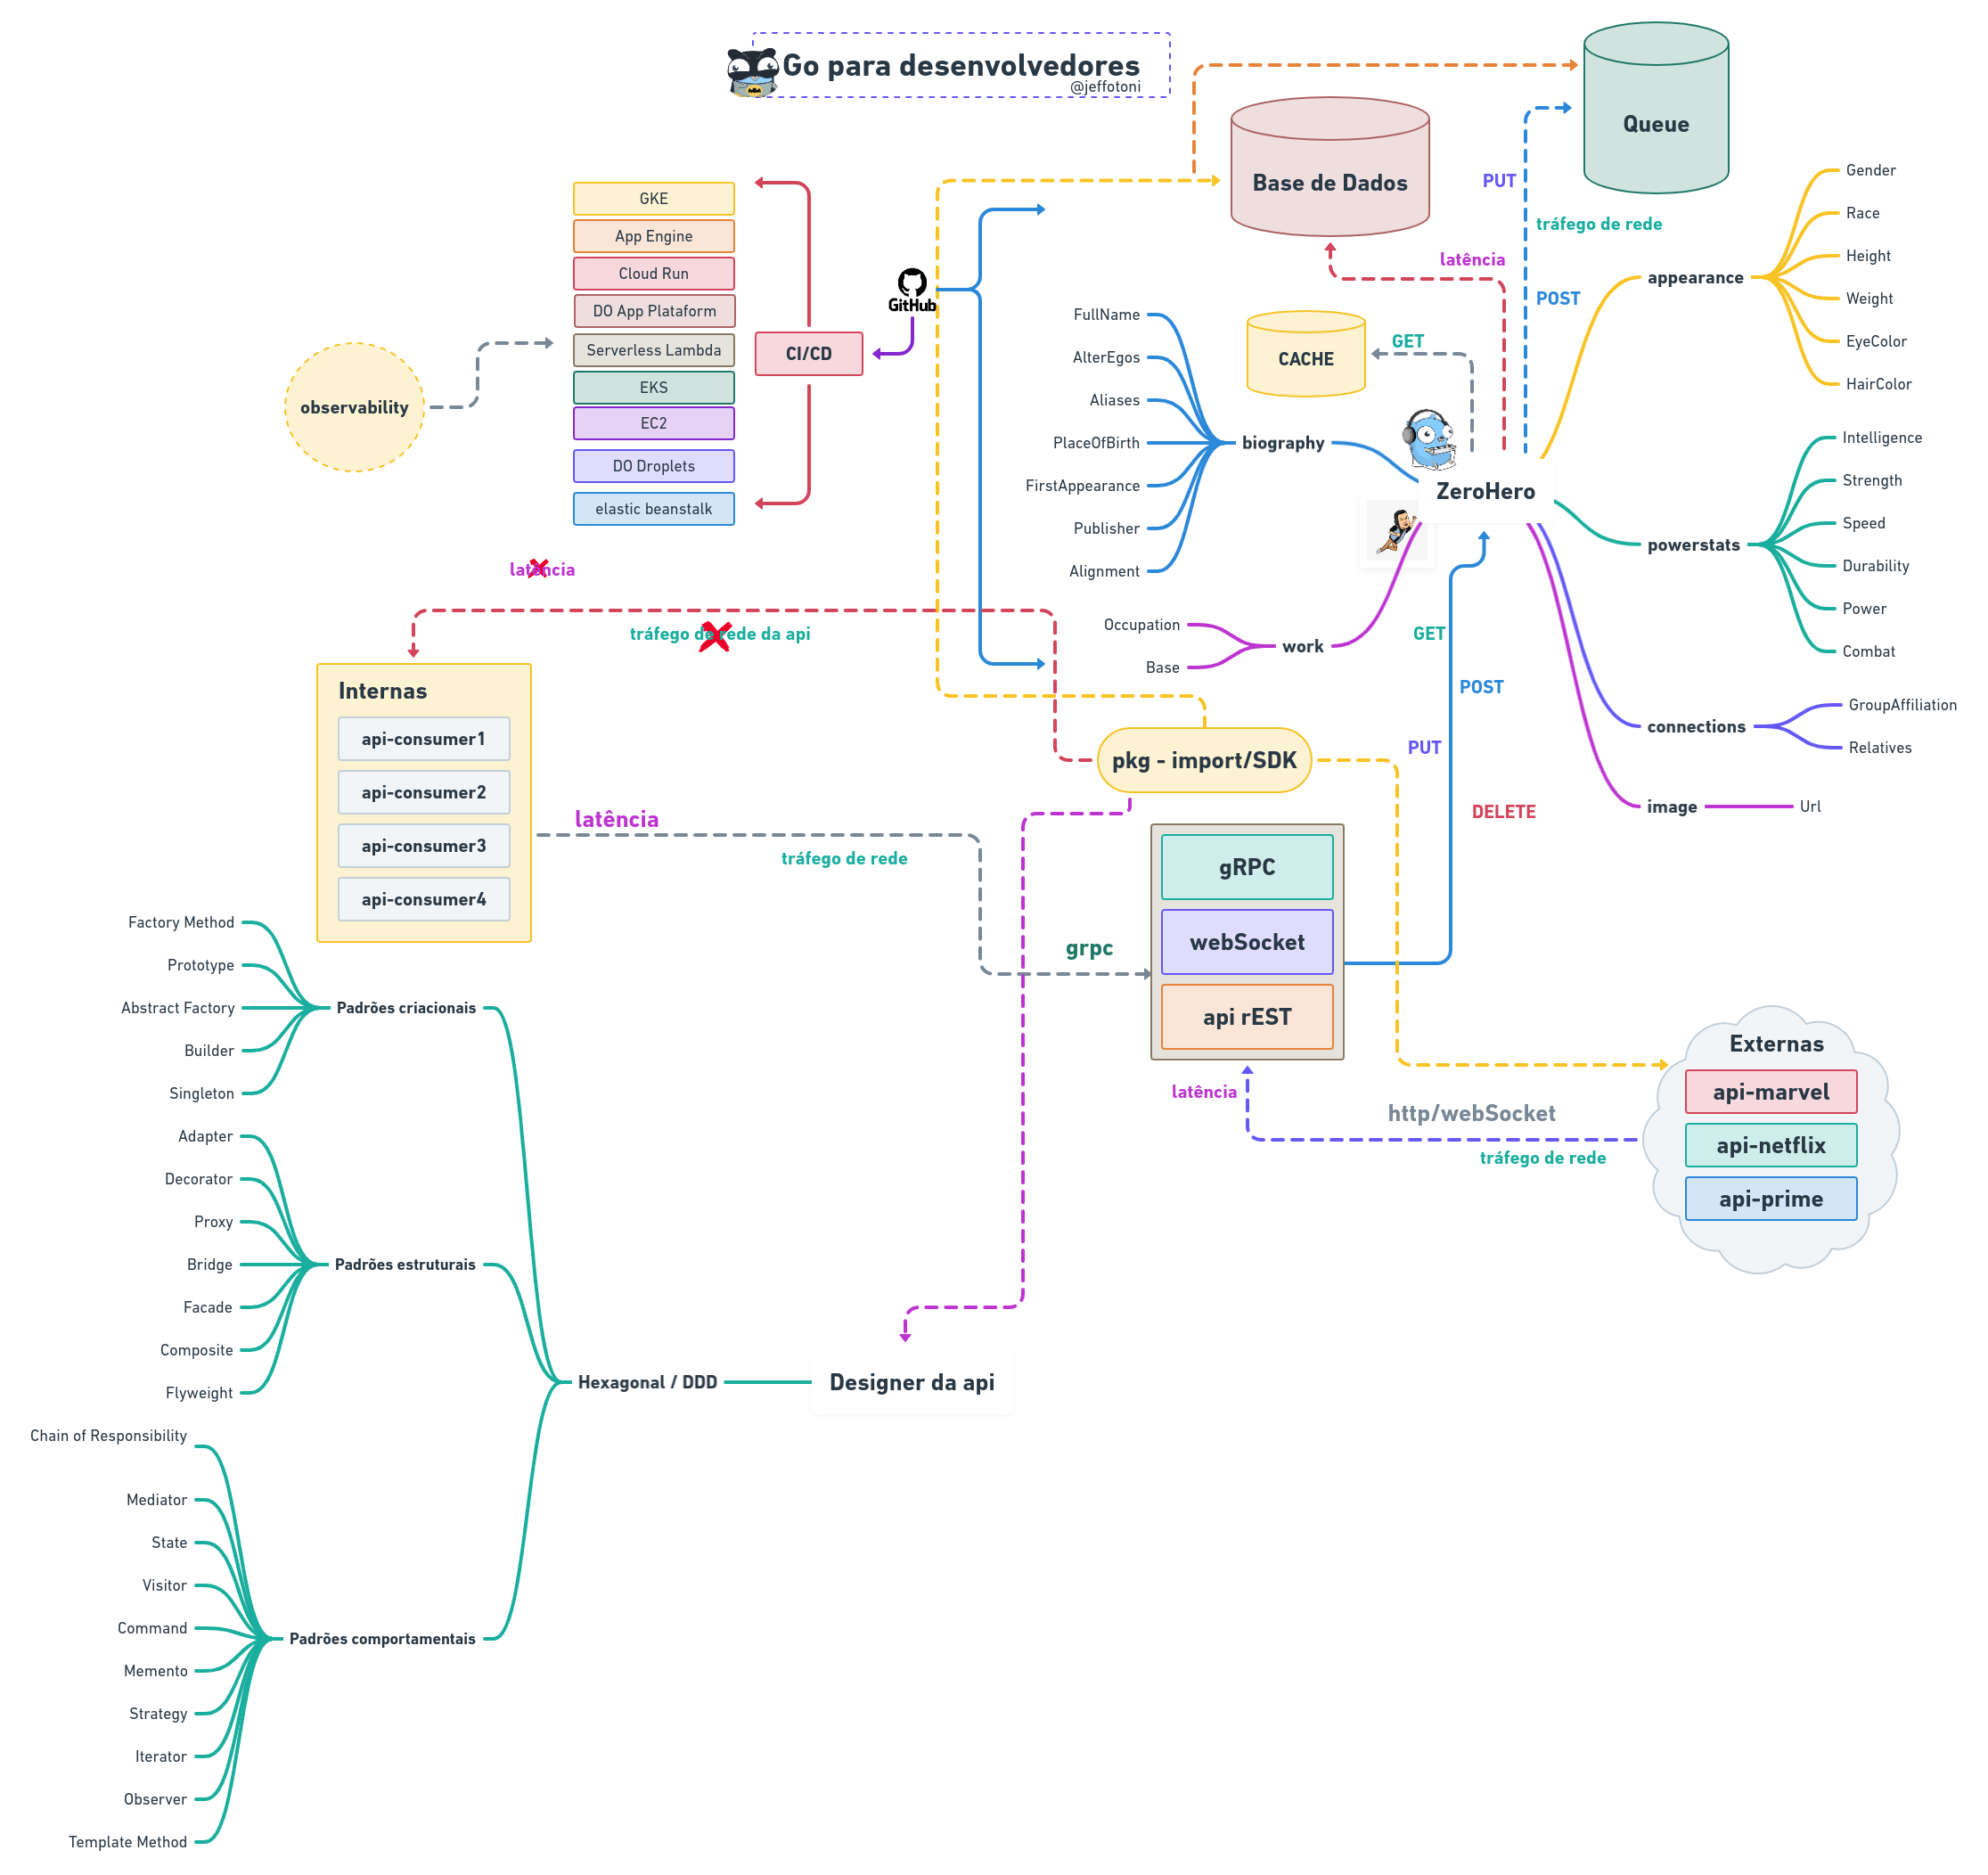 Go para desenvolvedores
@jeffotoni
Queue
Base de Dados
PUT
tráfego de rede
latência
POST
GKE
App Engine
Cloud Run
DO App Plataform
Serverless Lambda
EKS
EC2
DO Droplets
elastic beanstalk
CI/CD
GitHub
observability
CACHE
GET
FullName
AlterEgos
Aliases
PlaceOfBirth
FirstAppearance
Publisher
Alignment
biography
ZeroHero
appearance
Gender
Race
Height
Weight
EyeColor
HairColor
powerstats
Intelligence
Strength
Speed
Durability
Power
Combat
Occupation
Base
work
connections
GroupAffiliation
Relatives
image
Url
GET
POST
PUT
DELETE
latência
tráfego de rede da api
Internas
api-consumer1
api-consumer2
api-consumer3
api-consumer4
latência
tráfego de rede
pkg - import/SDK
grpc
gRPC
webSocket
api rEST
latência
http/webSocket
tráfego de rede
Externas
api-marvel
api-netflix
api-prime
Factory Method
Prototype
Abstract Factory
Builder
Singleton
Padrões criacionais
Adapter
Decorator
Proxy
Bridge
Facade
Composite
Flyweight
Padrões estruturais
Hexagonal / DDD
Designer da api
Chain of Responsibility
Mediator
State
Visitor
Command
Memento
Strategy
Iterator
Observer
Template Method
Padrões comportamentais